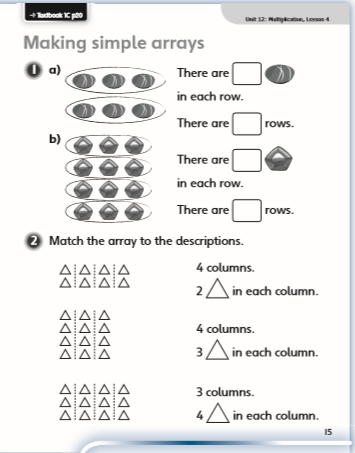 → Textbook 1C p20
Unit 12: Multiplication, Lesson 4
Making simple arrays
1 a)
There are
in each row.
There are rows.
b)
There are
in each row.
There are rows.
2 Match the array to the descriptions.
4 columns.
2 in each column.
4 columns.
3 in each column.
3 columns.
4 in each column.
15